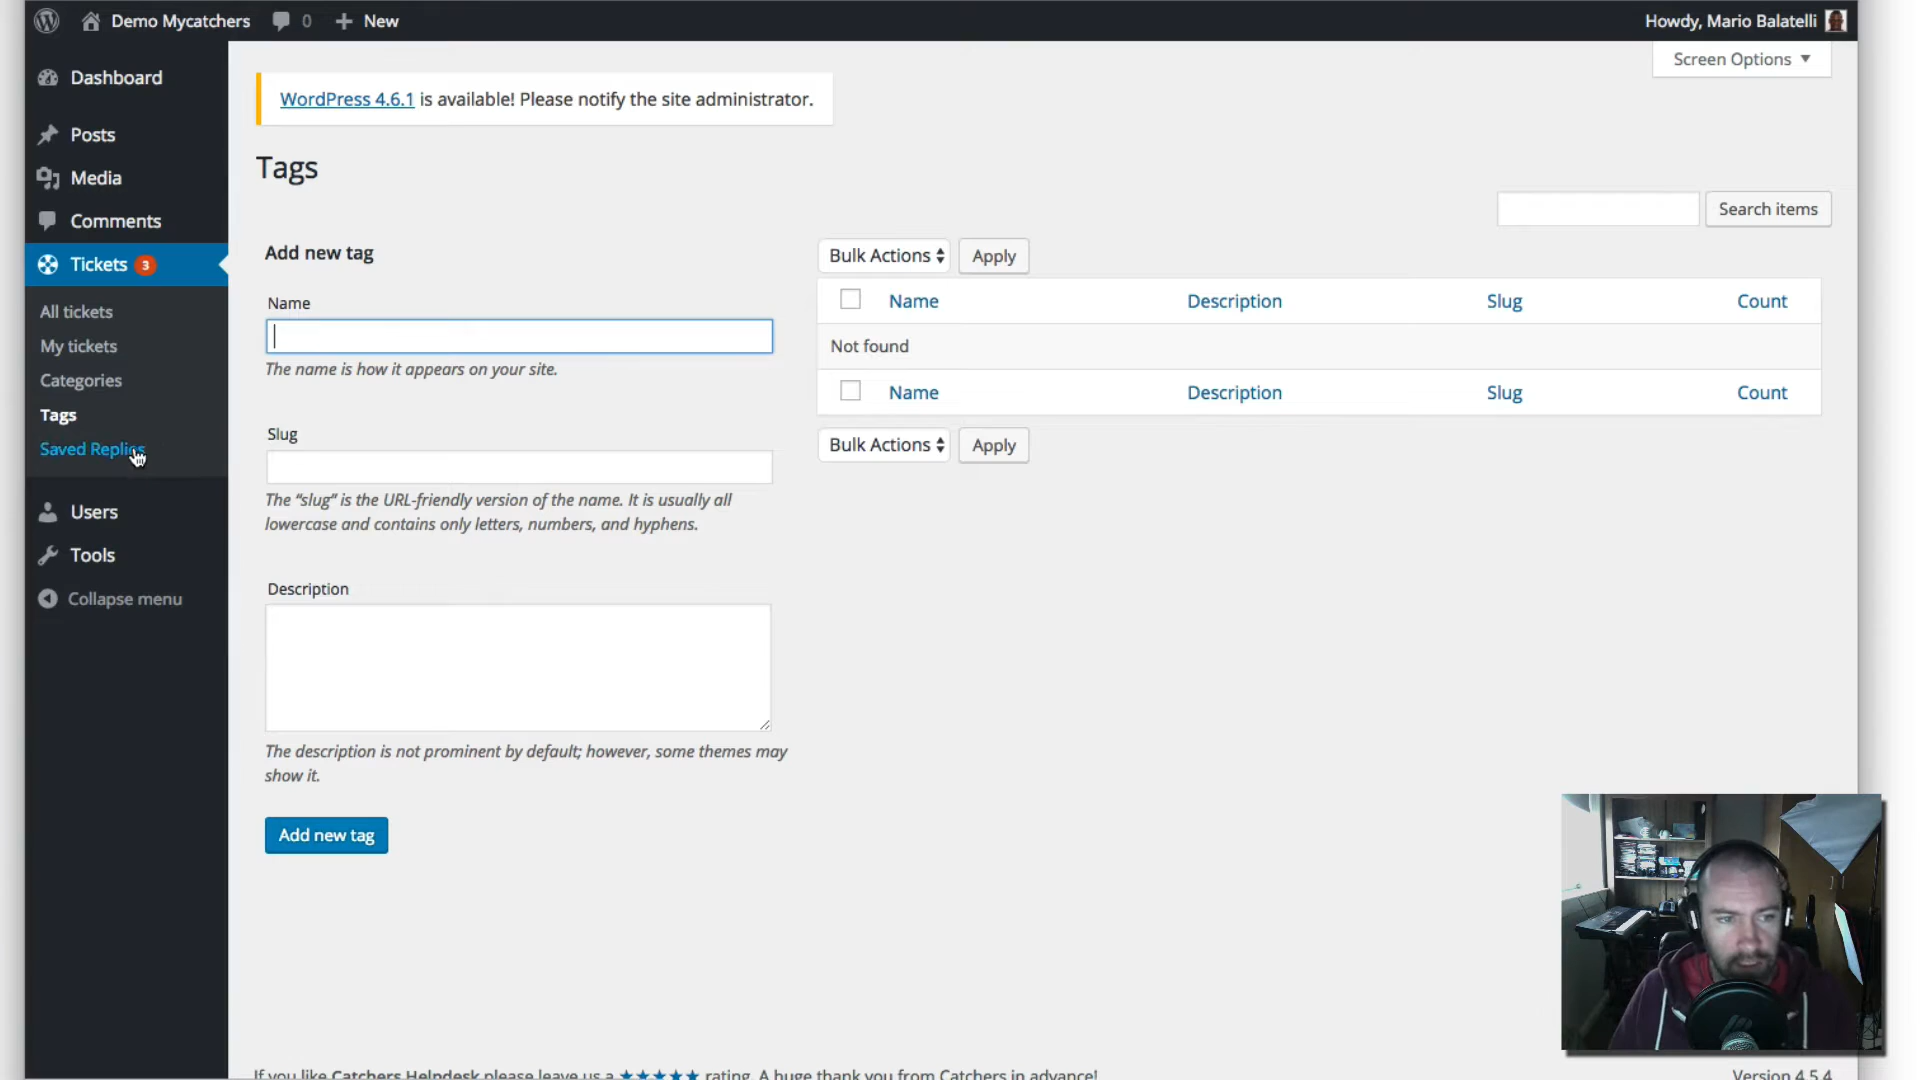 Demo Mycatchers 0 + New Howdy, Mario Balatelli
Screen Options ▼
Dashboard
Posts
Media
Comments
Tickets 3
All tickets
My tickets
Categories
Tags
Saved Replies
Users
Tools
Collapse menu
WordPress 4.6.1 is available! Please notify the site administrator.
Tags
Search items
Add new tag
Name
The name is how it appears on your site.
Slug
The “slug” is the URL-friendly version of the name. It is usually all
lowercase and contains only letters, numbers, and hyphens.
Description
The description is not prominent by default; however, some themes may
show it.
Add new tag
Bulk Actions Apply
Name Description Slug Count
Not found
Name Description Slug Count
Bulk Actions Apply
If you like Catchers Helpdesk please leave us a ★★★★★ rating. A huge thank you from Catchers in advance! Version 4.5.4